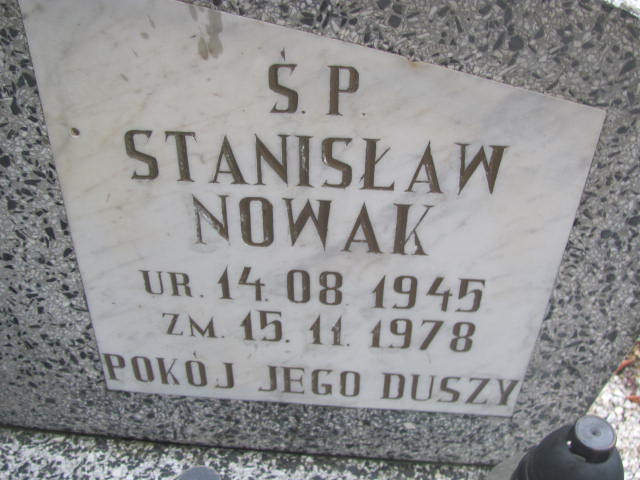 Ś.P.
STANISŁAW
NOWAK
UR. 14. 08. 1945
ZM. 15. 11. 1978
POKÓJ JEGO DUSZY